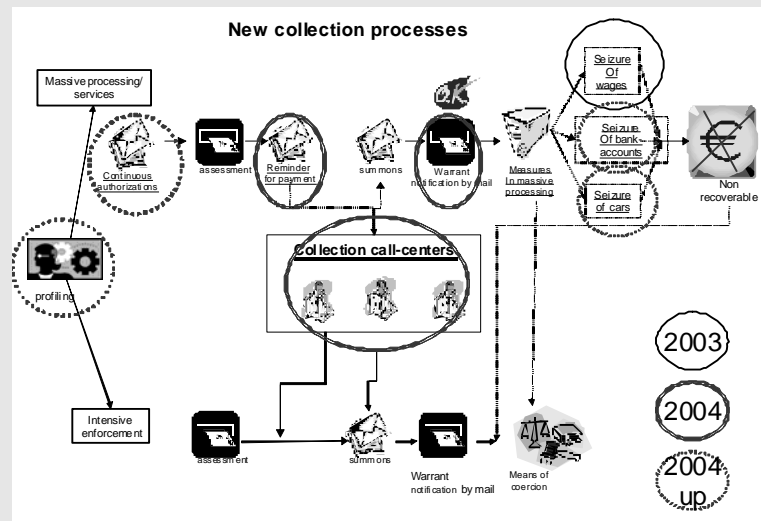 New collection processes
Massive processing/
services
Continuous
authorizations
assessment
Reminder
for payment
summons
O.K
Warrant
notification by mail
Measures
In massive
processing
Seizure
Of
wages
Seizure
Of bank
accounts
Seizure
of cars
€
Non
recoverable
Collection call-centers
profiling
Intensive
enforcement
assessment
summons
Warrant
notification by mail
Means of
coercion
2003
2004
2004
up